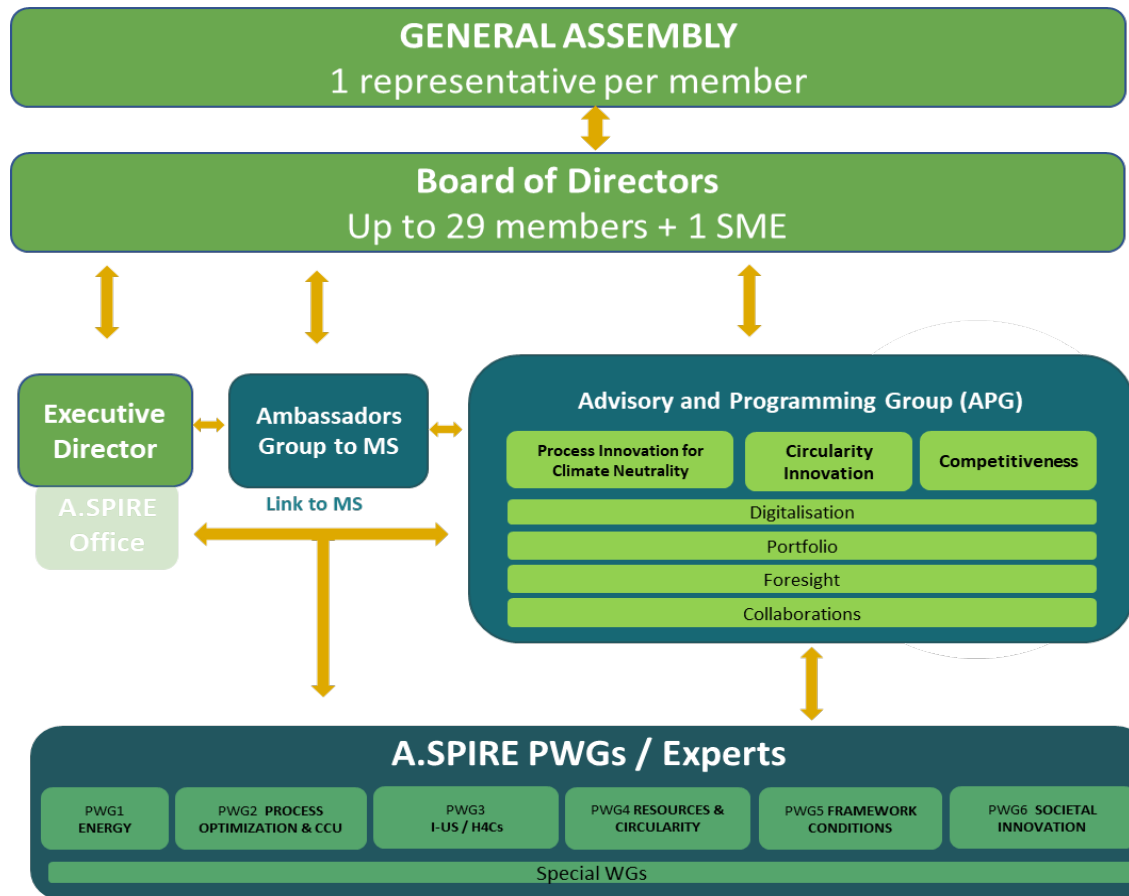 GENERAL ASSEMBLY
1 representative per member
Board of Directors
Up to 29 members + 1 SME
Executive
Director
A.SPIRE
Office
Ambassadors
Group to MS
Link to MS
Advisory and Programming Group (APG)
Process Innovation for
Climate Neutrality
Circularity
Innovation
Competitiveness
Digitalisation
Portfolio
Foresight
Collaborations
A.SPIRE PWGs / Experts
PWG1
ENERGY
PWG2 PROCESS
OPTIMIZATION & CCU
PWG3
I-US / H4Cs
PWG4 RESOURCES &
CIRCULARITY
PWG5 FRAMEWORK
CONDITIONS
PWG6 SOCIETAL
INNOVATION
Special WGs